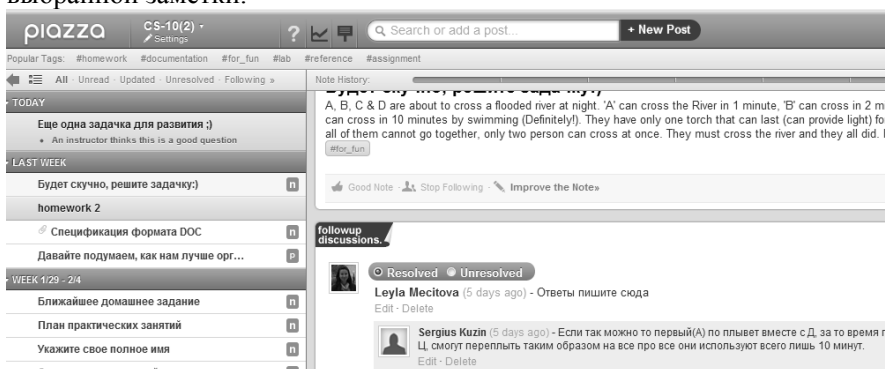 выбранной заметки.
piazza
CS-10(2)
Settings
?
Search or add a post...
+ New Post
Popular Tags: #homework #documentation #for_fun #lab #reference #assignment
All · Unread · Updated · Unresolved · Following »
TODAY
Еще одна задачка для развития ;)
• An instructor thinks this is a good question
LAST WEEK
Будет скучно, решите задачку:) n
homework 2
Спецификация формата DOC n
Давайте подумаем, как нам лучше орг... P
WEEK 1/29 - 2/4
Ближайшее домашнее задание n
План практических занятий n
Укажите свое полное имя n
Note History:
Будет скучно, решите задачку:)
A, B, C & D are about to cross a flooded river at night. 'A' can cross the River in 1 minute, 'B' can cross in 2 m
can cross in 10 minutes by swimming (Definitely!). They have only one torch that can last (can provide light) fo
all of them cannot go together, only two person can cross at once. They must cross the river and they all did.
#for_fun
Good Note · Stop Following · Improve the Note»
followup
discussions.
Resolved Unresolved
Leyla Mecitova (5 days ago) - Ответы пишите сюда
Edit · Delete
Sergius Kuzin (5 days ago) - Если так можно то первый(А) по плывет вместе с Д, за то время
Ц, смогут переплыть таким образом на все про все они используют всего лишь 10 минут.
Edit · Delete